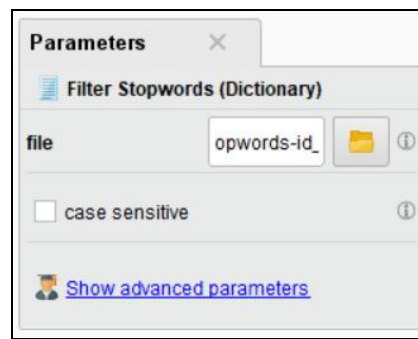 Parameters
Filter Stopwords (Dictionary)
file opwords-id_
case sensitive
Show advanced parameters